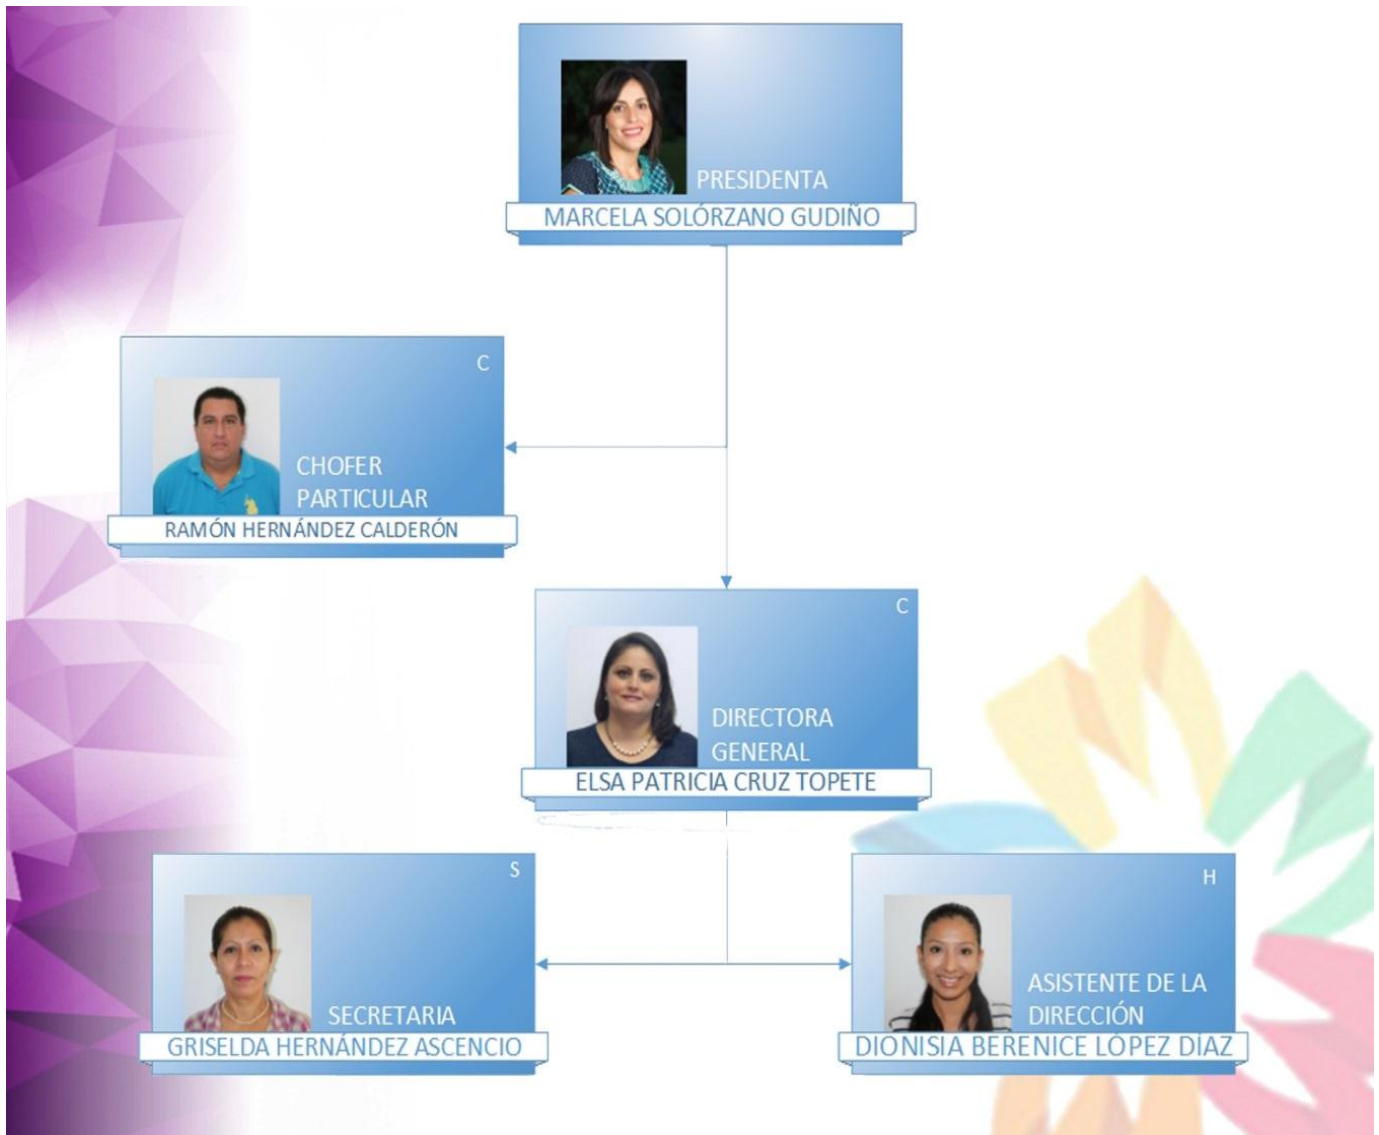 PRESIDENTA
MARCELA SOLÓRZANO GUDIÑO
C
CHOFER
PARTICULAR
RAMÓN HERNÁNDEZ CALDERÓN
C
DIRECTORA
GENERAL
ELSA PATRICIA CRUZ TOPETE
S
SECRETARIA
GRISELDA HERNÁNDEZ ASCENCIO
H
ASISTENTE DE LA
DIRECCIÓN
DIONISIA BERENICE LÓPEZ DÍAZ